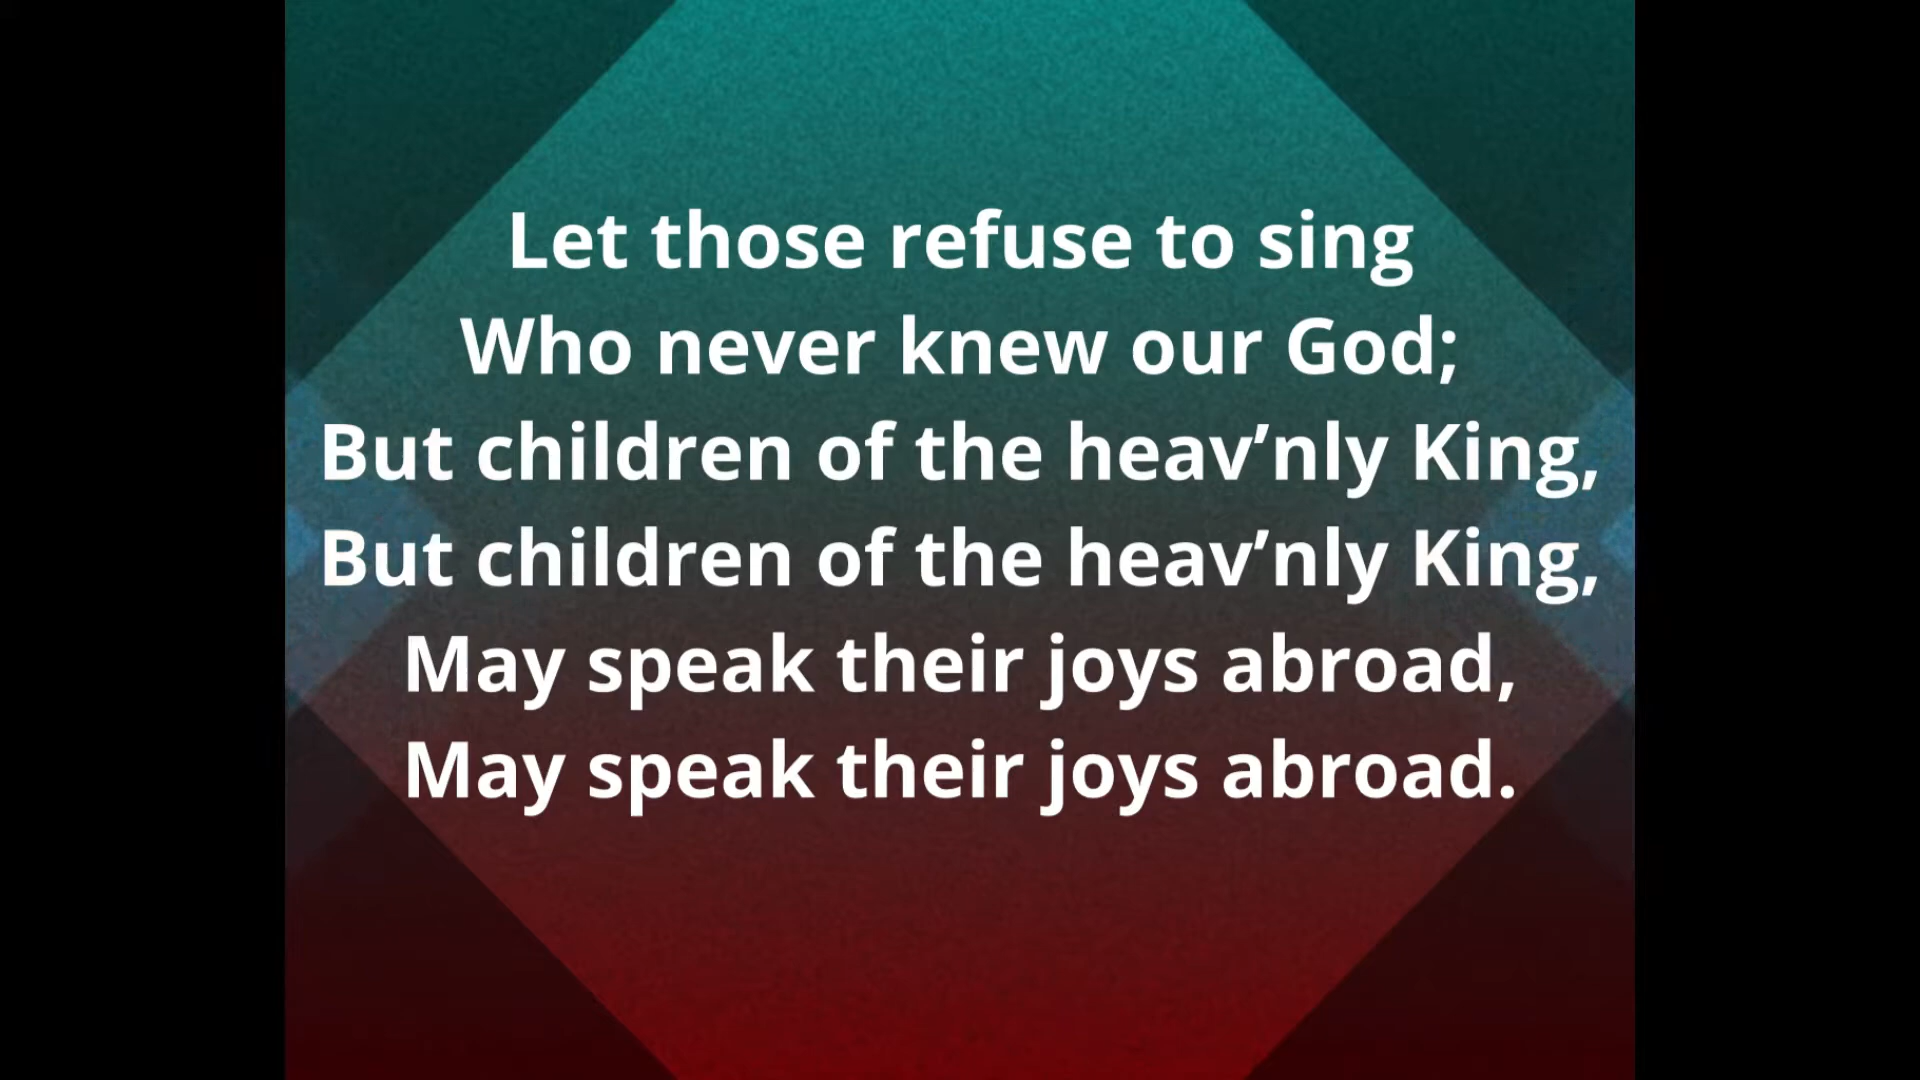 Let those refuse to sing
Who never knew our God;
But children of the heav’nly King,
But children of the heav’nly King,
May speak their joys abroad,
May speak their joys abroad.